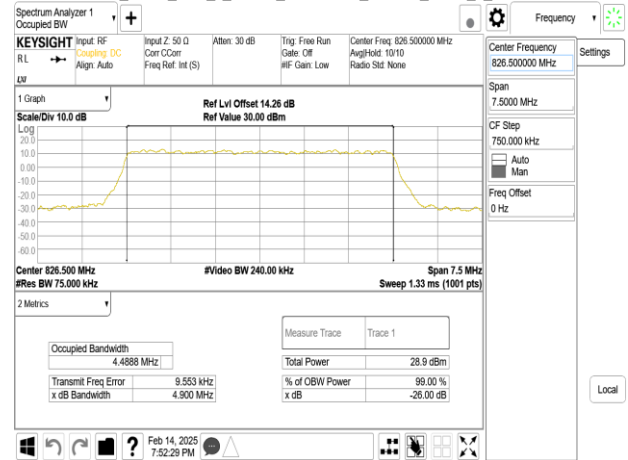 Spectrum Analyzer 1
Occupied BW
Frequency
KEYSIGHT
Input: RF
Input Z: 50 Ω
Atten: 30 dB
Trig: Free Run
Center Freq: 826.500000 MHz
Coupling: DC
Corr CCorr
Gate: Off
Avg|Hold: 10/10
RL
Align: Auto
Freq Ref: Int (S)
#IF Gain: Low
Radio Std: None
LXI
Center Frequency
826.500000 MHz
Settings
Span
7.5000 MHz
CF Step
750.000 kHz
Auto
Man
Freq Offset
0 Hz
Local
1 Graph
Ref Lvl Offset 14.26 dB
Scale/Div 10.0 dB
Ref Value 30.00 dBm
Log
20.0
10.0
0.00
-10.0
-20.0
-30.0
-40.0
-50.0
-60.0
Center 826.500 MHz
#Video BW 240.00 kHz
Span 7.5 MHz
#Res BW 75.000 kHz
Sweep 1.33 ms (1001 pts)
2 Metrics
Measure Trace
Trace 1
Occupied Bandwidth
4.4888 MHz
Total Power
28.9 dBm
Transmit Freq Error
9.553 kHz
% of OBW Power
99.00 %
x dB Bandwidth
4.900 MHz
x dB
-26.00 dB
Feb 14, 2025
7:52:29 PM